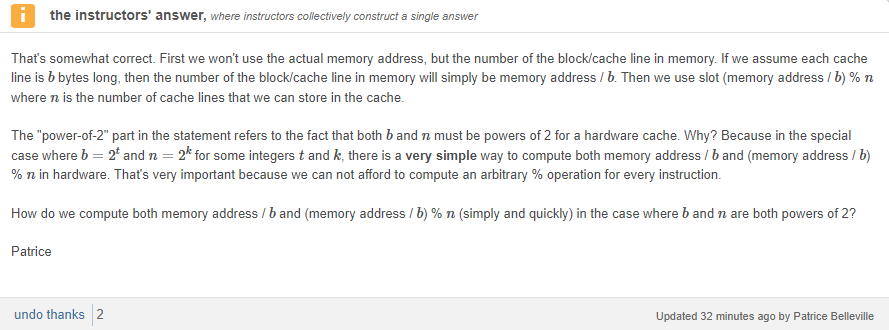 i the instructors' answer, where instructors collectively construct a single answer
That's somewhat correct. First we won't use the actual memory address, but the number of the block/cache line in memory. If we assume each cache
line is b bytes long, then the number of the block/cache line in memory will simply be memory address / b. Then we use slot (memory address / b) % n
where n is the number of cache lines that we can store in the cache.
The "power-of-2" part in the statement refers to the fact that both b and n must be powers of 2 for a hardware cache. Why? Because in the special
case where b = 2^t and n = 2^k for some integers t and k, there is a very simple way to compute both memory address / b and (memory address / b)
% n in hardware. That's very important because we can not afford to compute an arbitrary % operation for every instruction.
How do we compute both memory address / b and (memory address / b) % n (simply and quickly) in the case where b and n are both powers of 2?
Patrice
undo thanks 2
Updated 32 minutes ago by Patrice Belleville